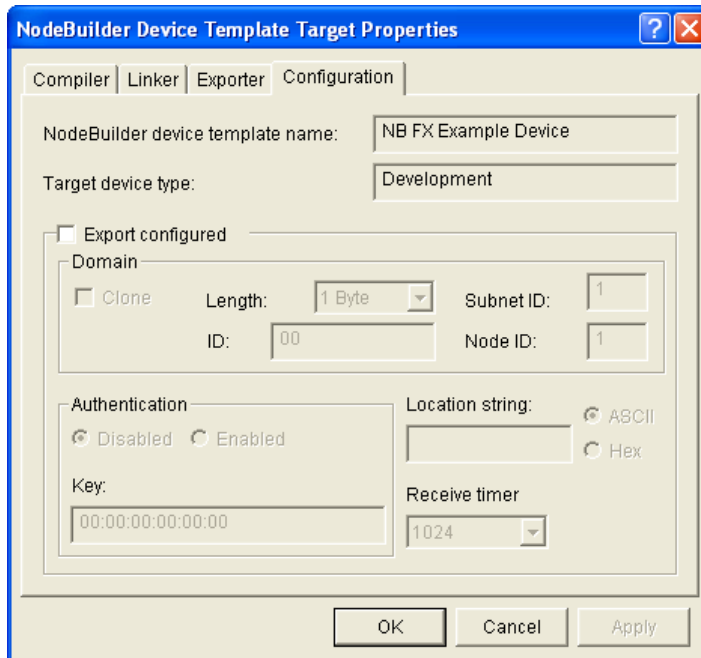 NodeBuilder Device Template Target Properties
Compiler Linker Exporter Configuration
NodeBuilder device template name: NB FX Example Device
Target device type: Development
Export configured
Domain
Clone Length: 1 Byte Subnet ID: 1
ID: 00 Node ID: 1
Authentication
Disabled Enabled
Key:
00:00:00:00:00:00
Location string:
ASCII
Hex
Receive timer
1024
OK Cancel Apply